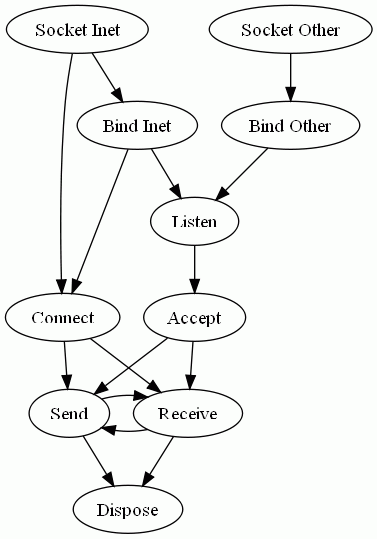 Socket Inet
Socket Other
Bind Inet
Bind Other
Listen
Connect
Accept
Send
Receive
Dispose